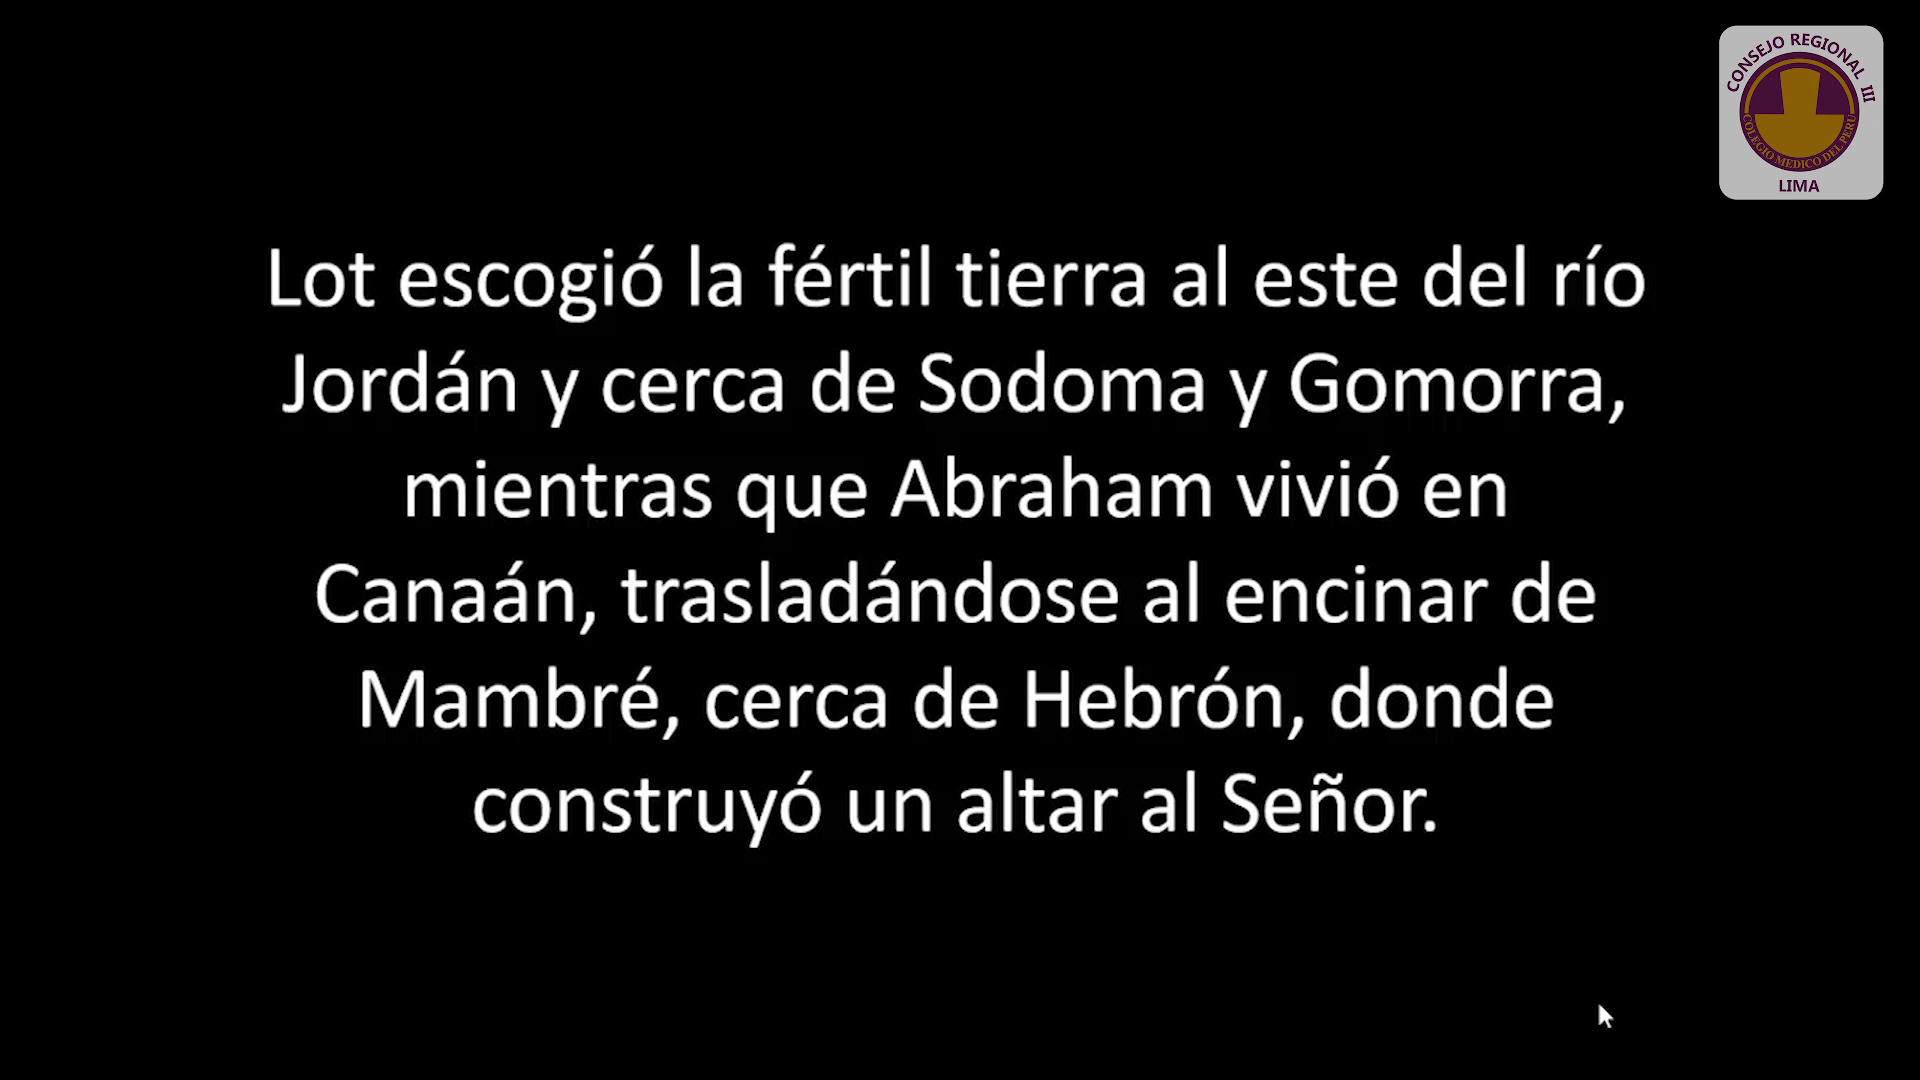 CONSEJO REGIONAL III
COLEGIO MEDICO DEL PERU
LIMA
Lot escogió la fértil tierra al este del río
Jordán y cerca de Sodoma y Gomorra,
mientras que Abraham vivió en
Canaán, trasladándose al encinar de
Mambré, cerca de Hebrón, donde
construyó un altar al Señor.